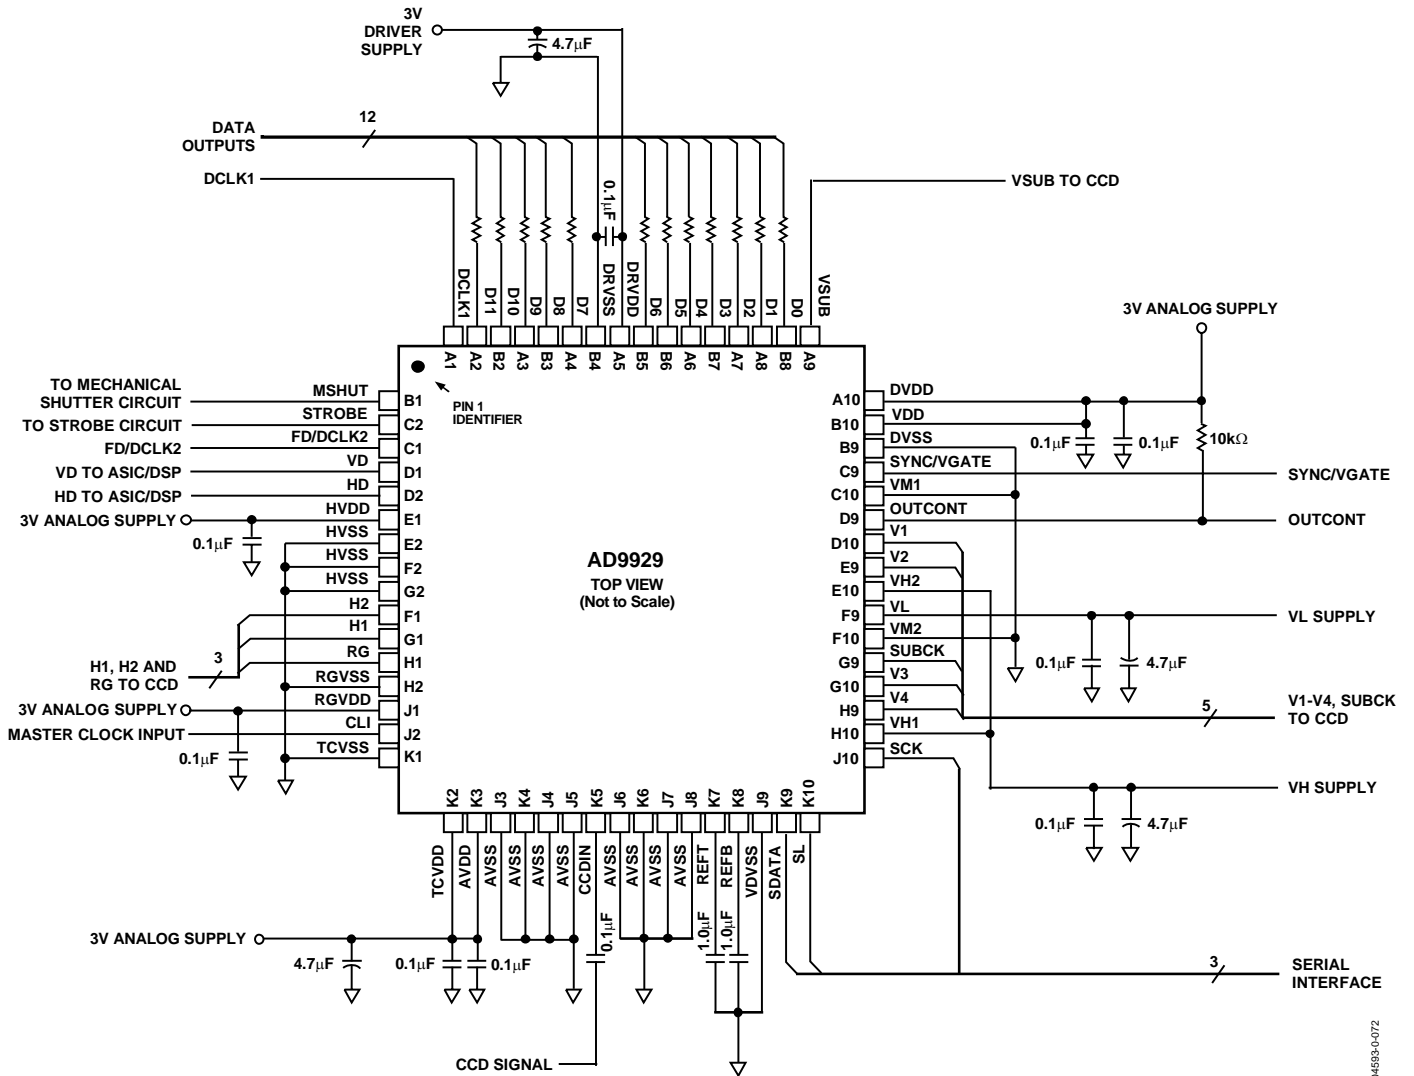 3V
DRIVER
SUPPLY
4.7µF
12
DATA
OUTPUTS
DCLK1
VSUB TO CCD
0.1µF
DCLK1
D11
D10
D9
D8
D7
DRVSS
DRVDD
D6
D5
D4
D3
D2
D1
D0
VSUB
A1
A2
B2
A3
B3
A4
B4
A5
B5
B6
A6
B7
A7
A8
B8
A9
3V ANALOG SUPPLY
PIN 1
IDENTIFIER
TO MECHANICAL
SHUTTER CIRCUIT
MSHUT
B1
TO STROBE CIRCUIT
STROBE
C2
FD/DCLK2
FD/DCLK2
C1
VD TO ASIC/DSP
VD
D1
HD TO ASIC/DSP
HD
D2
3V ANALOG SUPPLY
HVDD
E1
0.1µF
HVSS
E2
HVSS
F2
HVSS
G2
H2
F1
H1
G1
RG
H1
H1, H2 AND
RG TO CCD
3
RGVSS
H2
3V ANALOG SUPPLY
RGVDD
J1
MASTER CLOCK INPUT
CLI
J2
0.1µF
TCVSS
K1
AD9929
TOP VIEW
(Not to Scale)
A10
DVDD
B10
VDD
B9
DVSS
0.1µF
0.1µF
10kΩ
C9
SYNC/VGATE
SYNC/VGATE
C10
VM1
D9
OUTCONT
OUTCONT
D10
V1
E9
V2
E10
VH2
F9
VL
VL SUPPLY
F10
VM2
G9
SUBCK
0.1µF
4.7µF
G10
V3
H9
V4
5
V1-V4, SUBCK
TO CCD
H10
VH1
J10
SCK
VH SUPPLY
0.1µF
4.7µF
K2
K3
J3
K4
J4
J5
K5
J6
K6
J7
J8
K7
K8
J9
K9
K10
TCVDD
AVDD
AVSS
AVSS
AVSS
AVSS
CCDIN
AVSS
AVSS
AVSS
AVSS
REFT
REFB
VDVSS
SDATA
SL
3V ANALOG SUPPLY
4.7µF
0.1µF
0.1µF
0.1µF
1.0µF
1.0µF
3
SERIAL
INTERFACE
CCD SIGNAL
04593-0-072